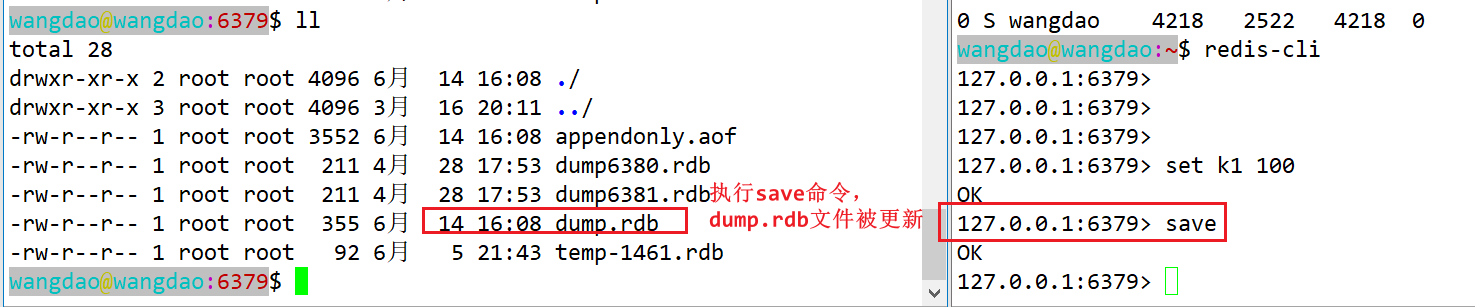 wangdao@wangdao:6379$ ll
total 28
drwxr-xr-x 2 root root 4096 6月 14 16:08 ./
drwxr-xr-x 3 root root 4096 3月 16 20:11 ../
-rw-r--r-- 1 root root 3552 6月 14 16:08 appendonly.aof
-rw-r--r-- 1 root root 211 4月 28 17:53 dump6380.rdb
-rw-r--r-- 1 root root 211 4月 28 17:53 dump6381.rdb
-rw-r--r-- 1 root root 355 6月 14 16:08 dump.rdb
-rw-r--r-- 1 root root 92 6月 5 21:43 temp-1461.rdb
wangdao@wangdao:6379$
执行save命令，
dump.rdb文件被更新
0 S wangdao 4218 2522 4218 0
wangdao@wangdao:~$ redis-cli
127.0.0.1:6379>
127.0.0.1:6379>
127.0.0.1:6379>
127.0.0.1:6379> set k1 100
OK
127.0.0.1:6379> save
OK
127.0.0.1:6379>